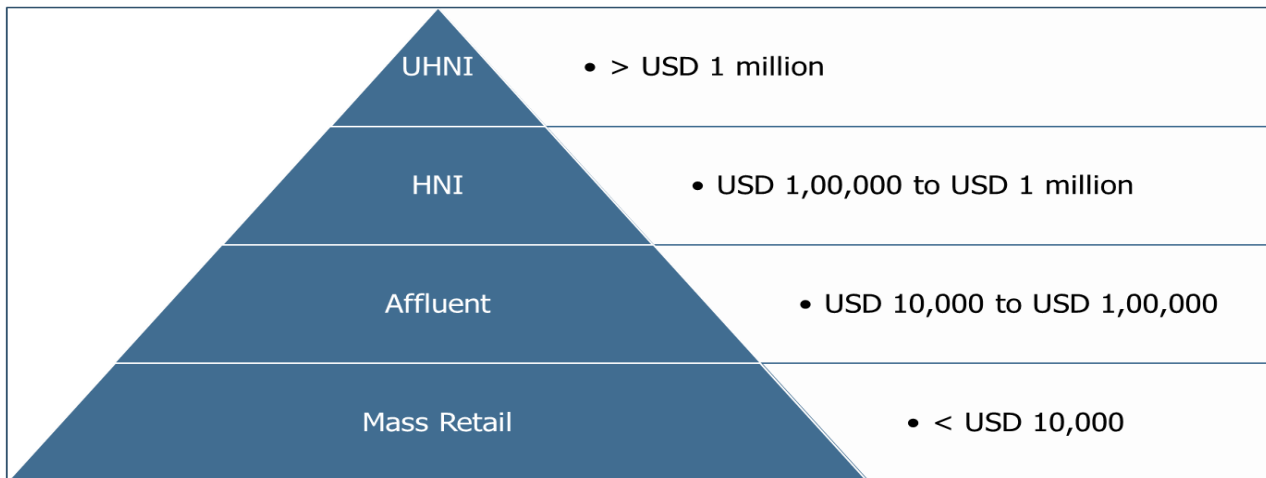 UHNI
• > USD 1 million
HNI
• USD 1,00,000 to USD 1 million
Affluent
• USD 10,000 to USD 1,00,000
Mass Retail
• < USD 10,000